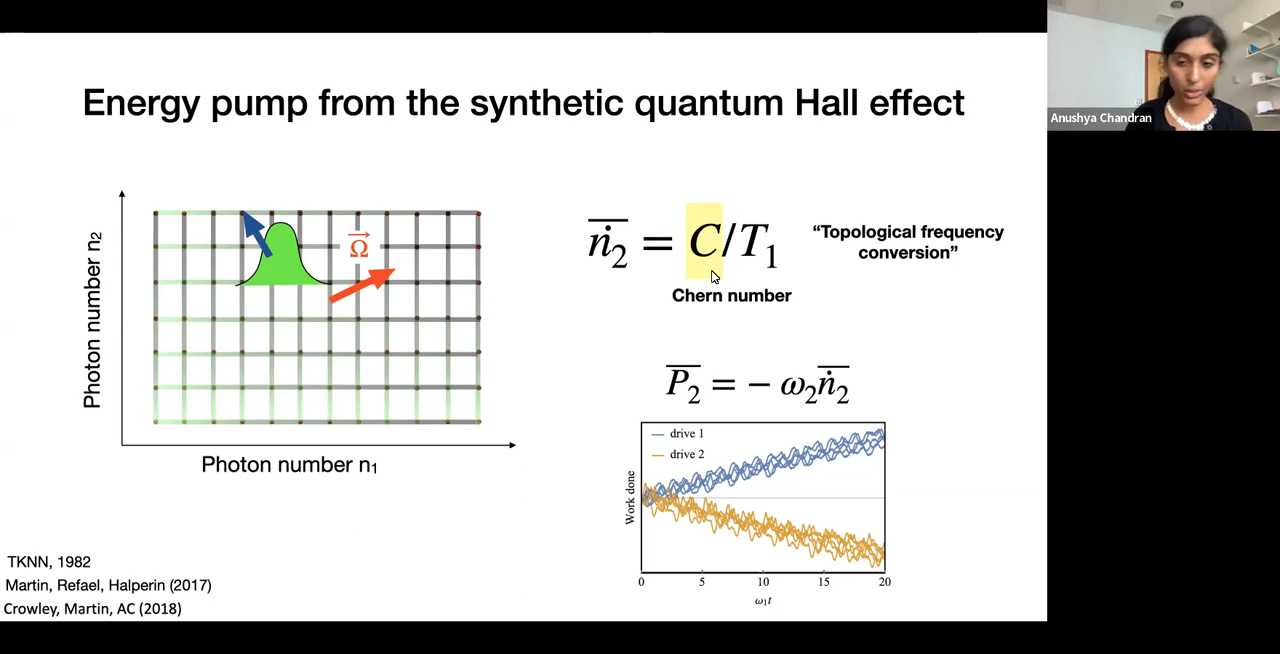 Energy pump from the synthetic quantum Hall effect
Anushya Chandran
Photon number n₂
Ω⃗
Photon number n₁
n̅̇₂ = C/T₁
“Topological frequency
conversion”
Chern number
P̅₂ = − ω₂n̅̇₂
drive 1
drive 2
Work done
0 5 10 15 20
ω₁t
TKNN, 1982
Martin, Refael, Halperin (2017)
Crowley, Martin, AC (2018)